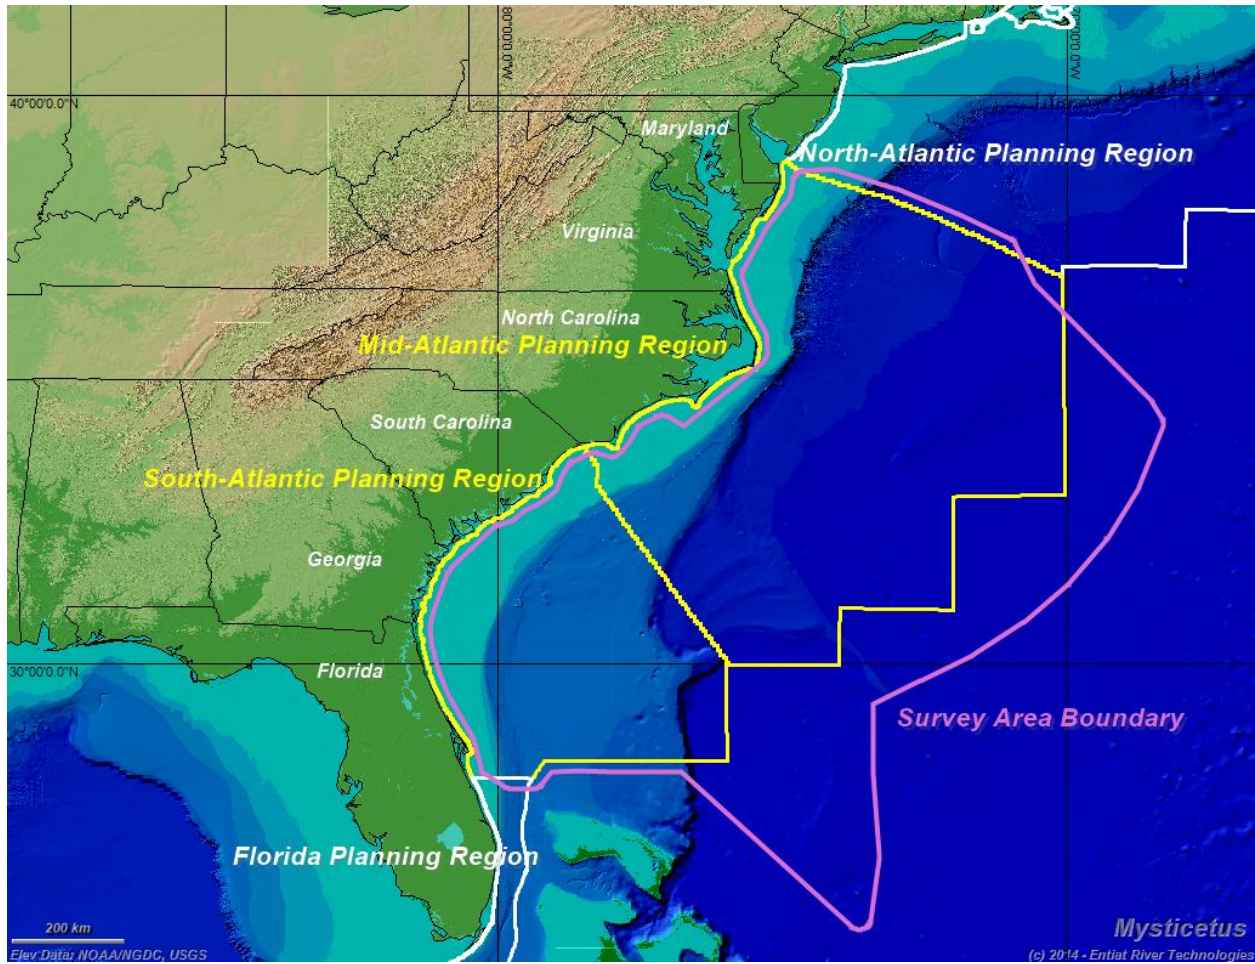 80°00'0.0"W
70°00'0.0"W
40°00'0.0"N
Maryland
North-Atlantic Planning Region
Virginia
North Carolina
Mid-Atlantic Planning Region
South Carolina
South-Atlantic Planning Region
Georgia
30°00'0.0"N
Florida
Survey Area Boundary
Florida Planning Region
200 km
Mysticetus
Elev Data: NOAA/NGDC, USGS
(c) 2014 - Entiat River Technologies